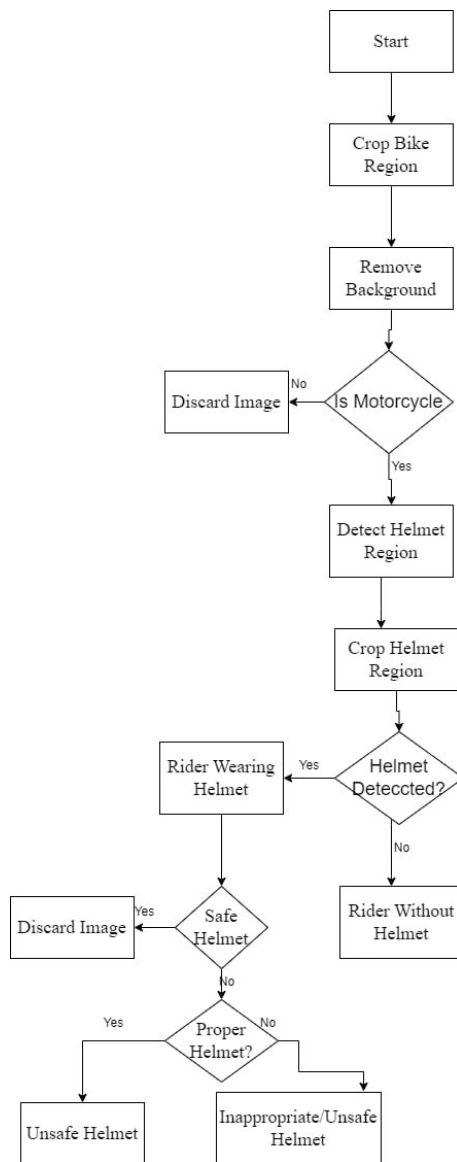 Start
Crop Bike
Region
Remove
Background
Is Motorcycle
No
Discard Image
Yes
Detect Helmet
Region
Crop Helmet
Region
Helmet
Deteccted?
Yes
Rider Wearing
Helmet
No
Rider Without
Helmet
Safe
Helmet
Yes
Discard Image
No
Proper
Helmet?
Yes
No
Unsafe Helmet
Inappropriate/Unsafe
Helmet